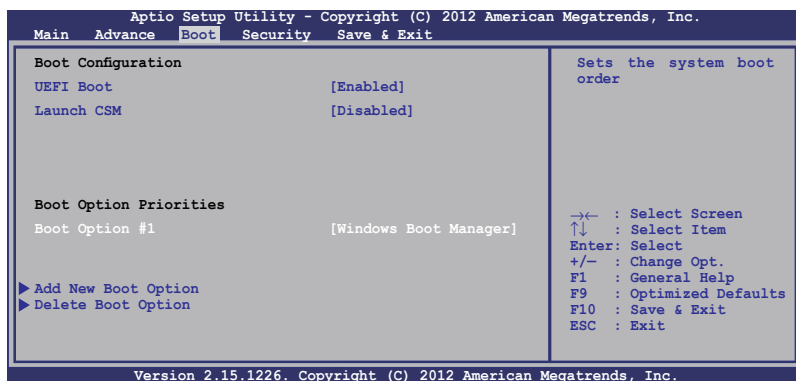 Aptio Setup Utility - Copyright (C) 2012 American Megatrends, Inc.
Main Advance Boot Security Save & Exit
Boot Configuration
UEFI Boot [Enabled]
Launch CSM [Disabled]
Boot Option Priorities
Boot Option #1 [Windows Boot Manager]
Add New Boot Option
Delete Boot Option
Sets the system boot
order
→← : Select Screen
↑↓ : Select Item
Enter: Select
+/— : Change Opt.
F1 : General Help
F9 : Optimized Defaults
F10 : Save & Exit
ESC : Exit
Version 2.15.1226. Copyright (C) 2012 American Megatrends, Inc.